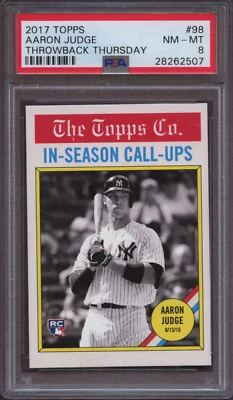 2017 TOPPS #98
AARON JUDGE NM - MT
THROWBACK THURSDAY PSA 8
28262507
The Topps Co.
IN-SEASON CALL-UPS
AARON
JUDGE
8/13/16
RC